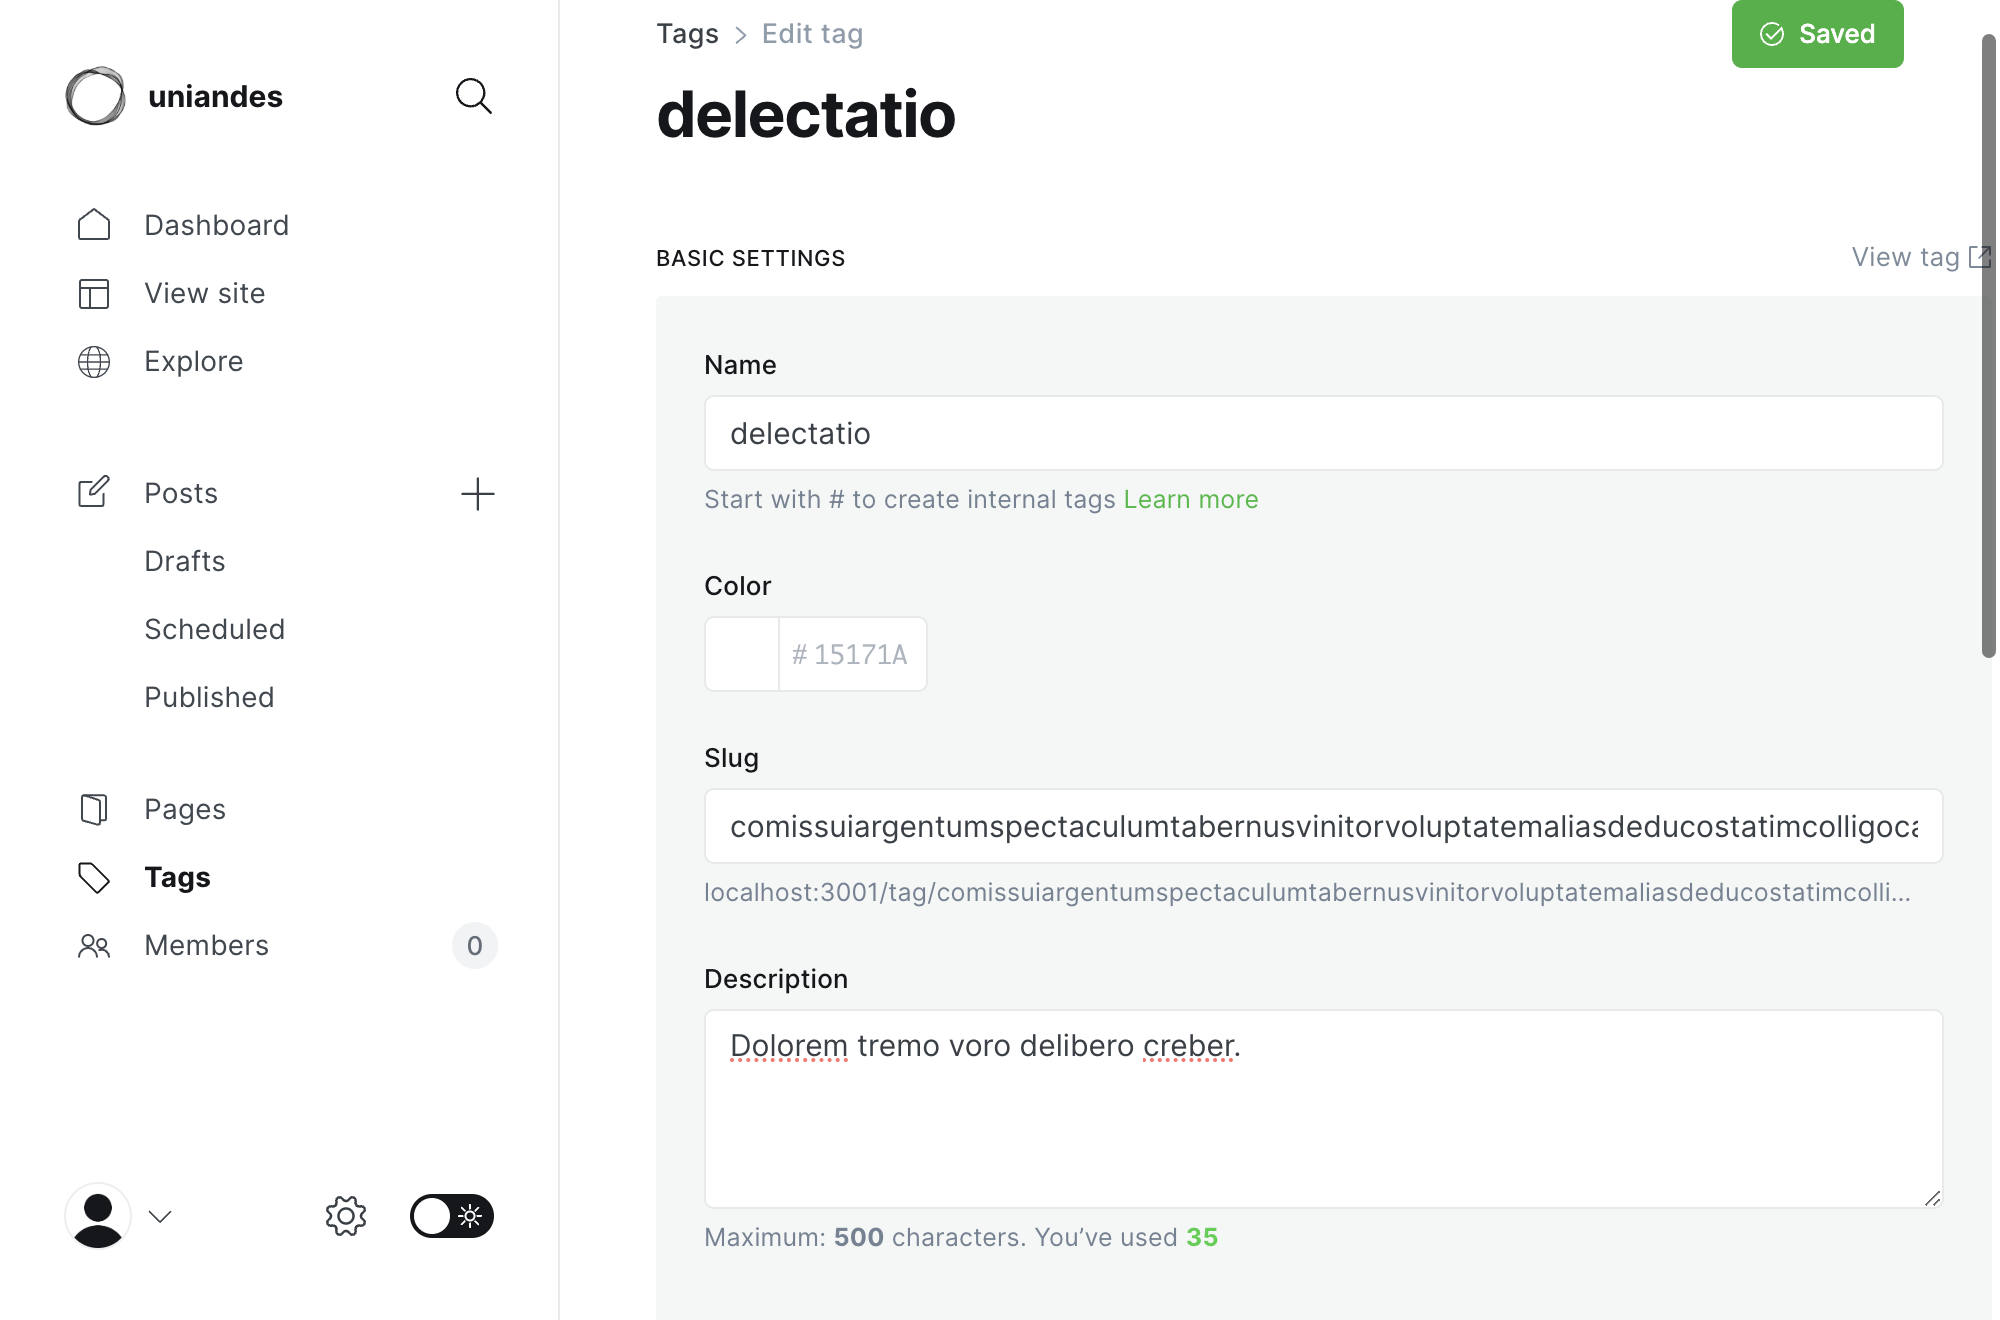 uniandes
Dashboard
View site
Explore
Posts
Drafts
Scheduled
Published
Pages
Tags
Members
0
Tags > Edit tag
Saved
delectatio
BASIC SETTINGS
View tag
Name
delectatio
Start with # to create internal tags Learn more
Color
# 15171A
Slug
comissuiargentumspectaculumtabernusvinitorvoluptatemaliasdeducostatimcolligoca
localhost:3001/tag/comissuiargentumspectaculumtabernusvinitorvoluptatemaliasdeducostatimcolli...
Description
Dolorem tremo voro delibero creber.
Maximum: 500 characters. You’ve used 35